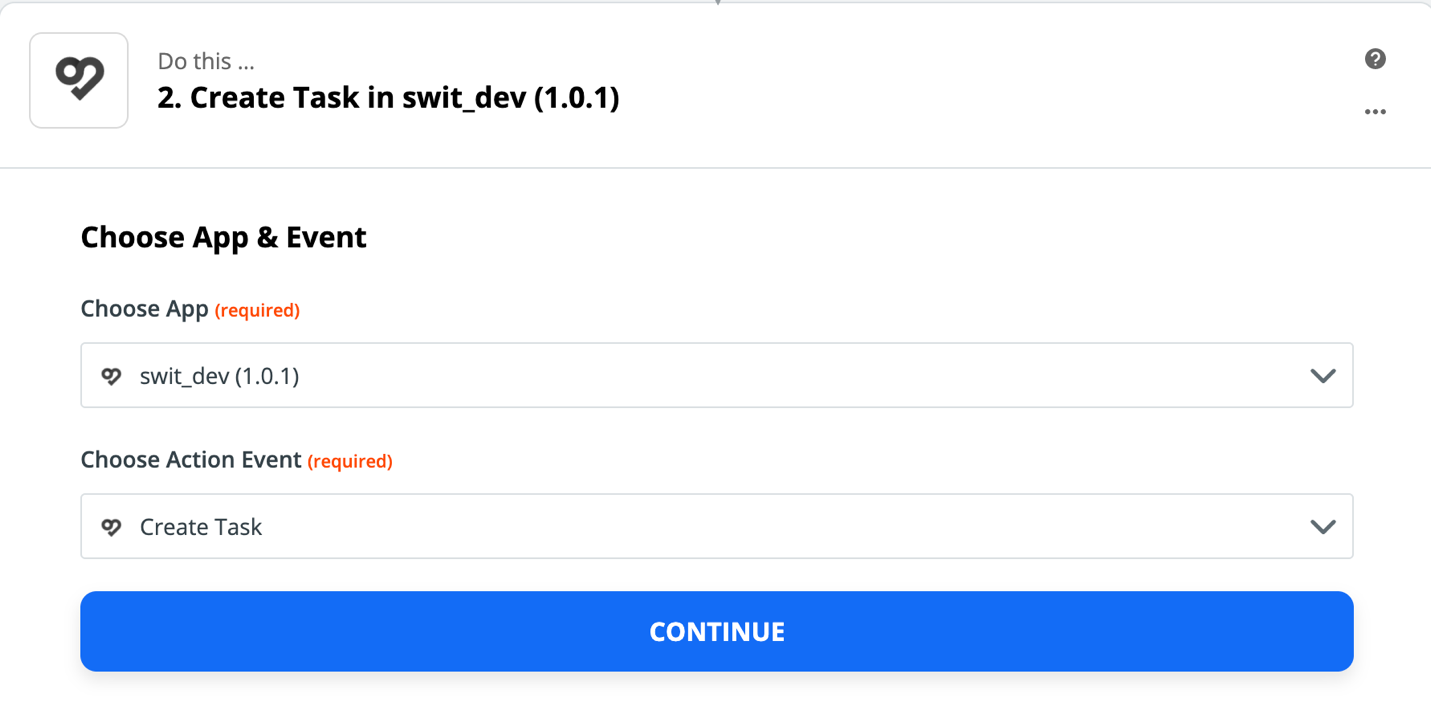 Do this ...
2. Create Task in swit_dev (1.0.1)
Choose App & Event
Choose App (required)
swit_dev (1.0.1)
Choose Action Event (required)
Create Task
CONTINUE